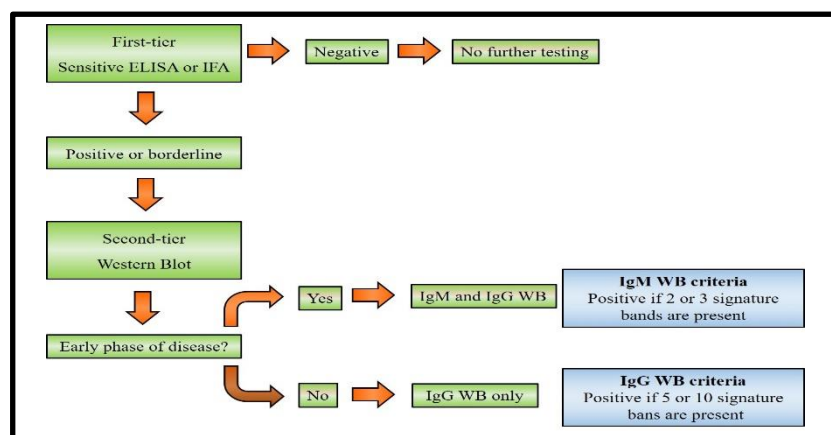 First-tier
Sensitive ELISA or IFA
Negative
No further testing
Positive or borderline
Second-tier
Western Blot
Yes
IgM and IgG WB
IgM WB criteria
Positive if 2 or 3 signature
bands are present
Early phase of disease?
No
IgG WB only
IgG WB criteria
Positive if 5 or 10 signature
bans are present